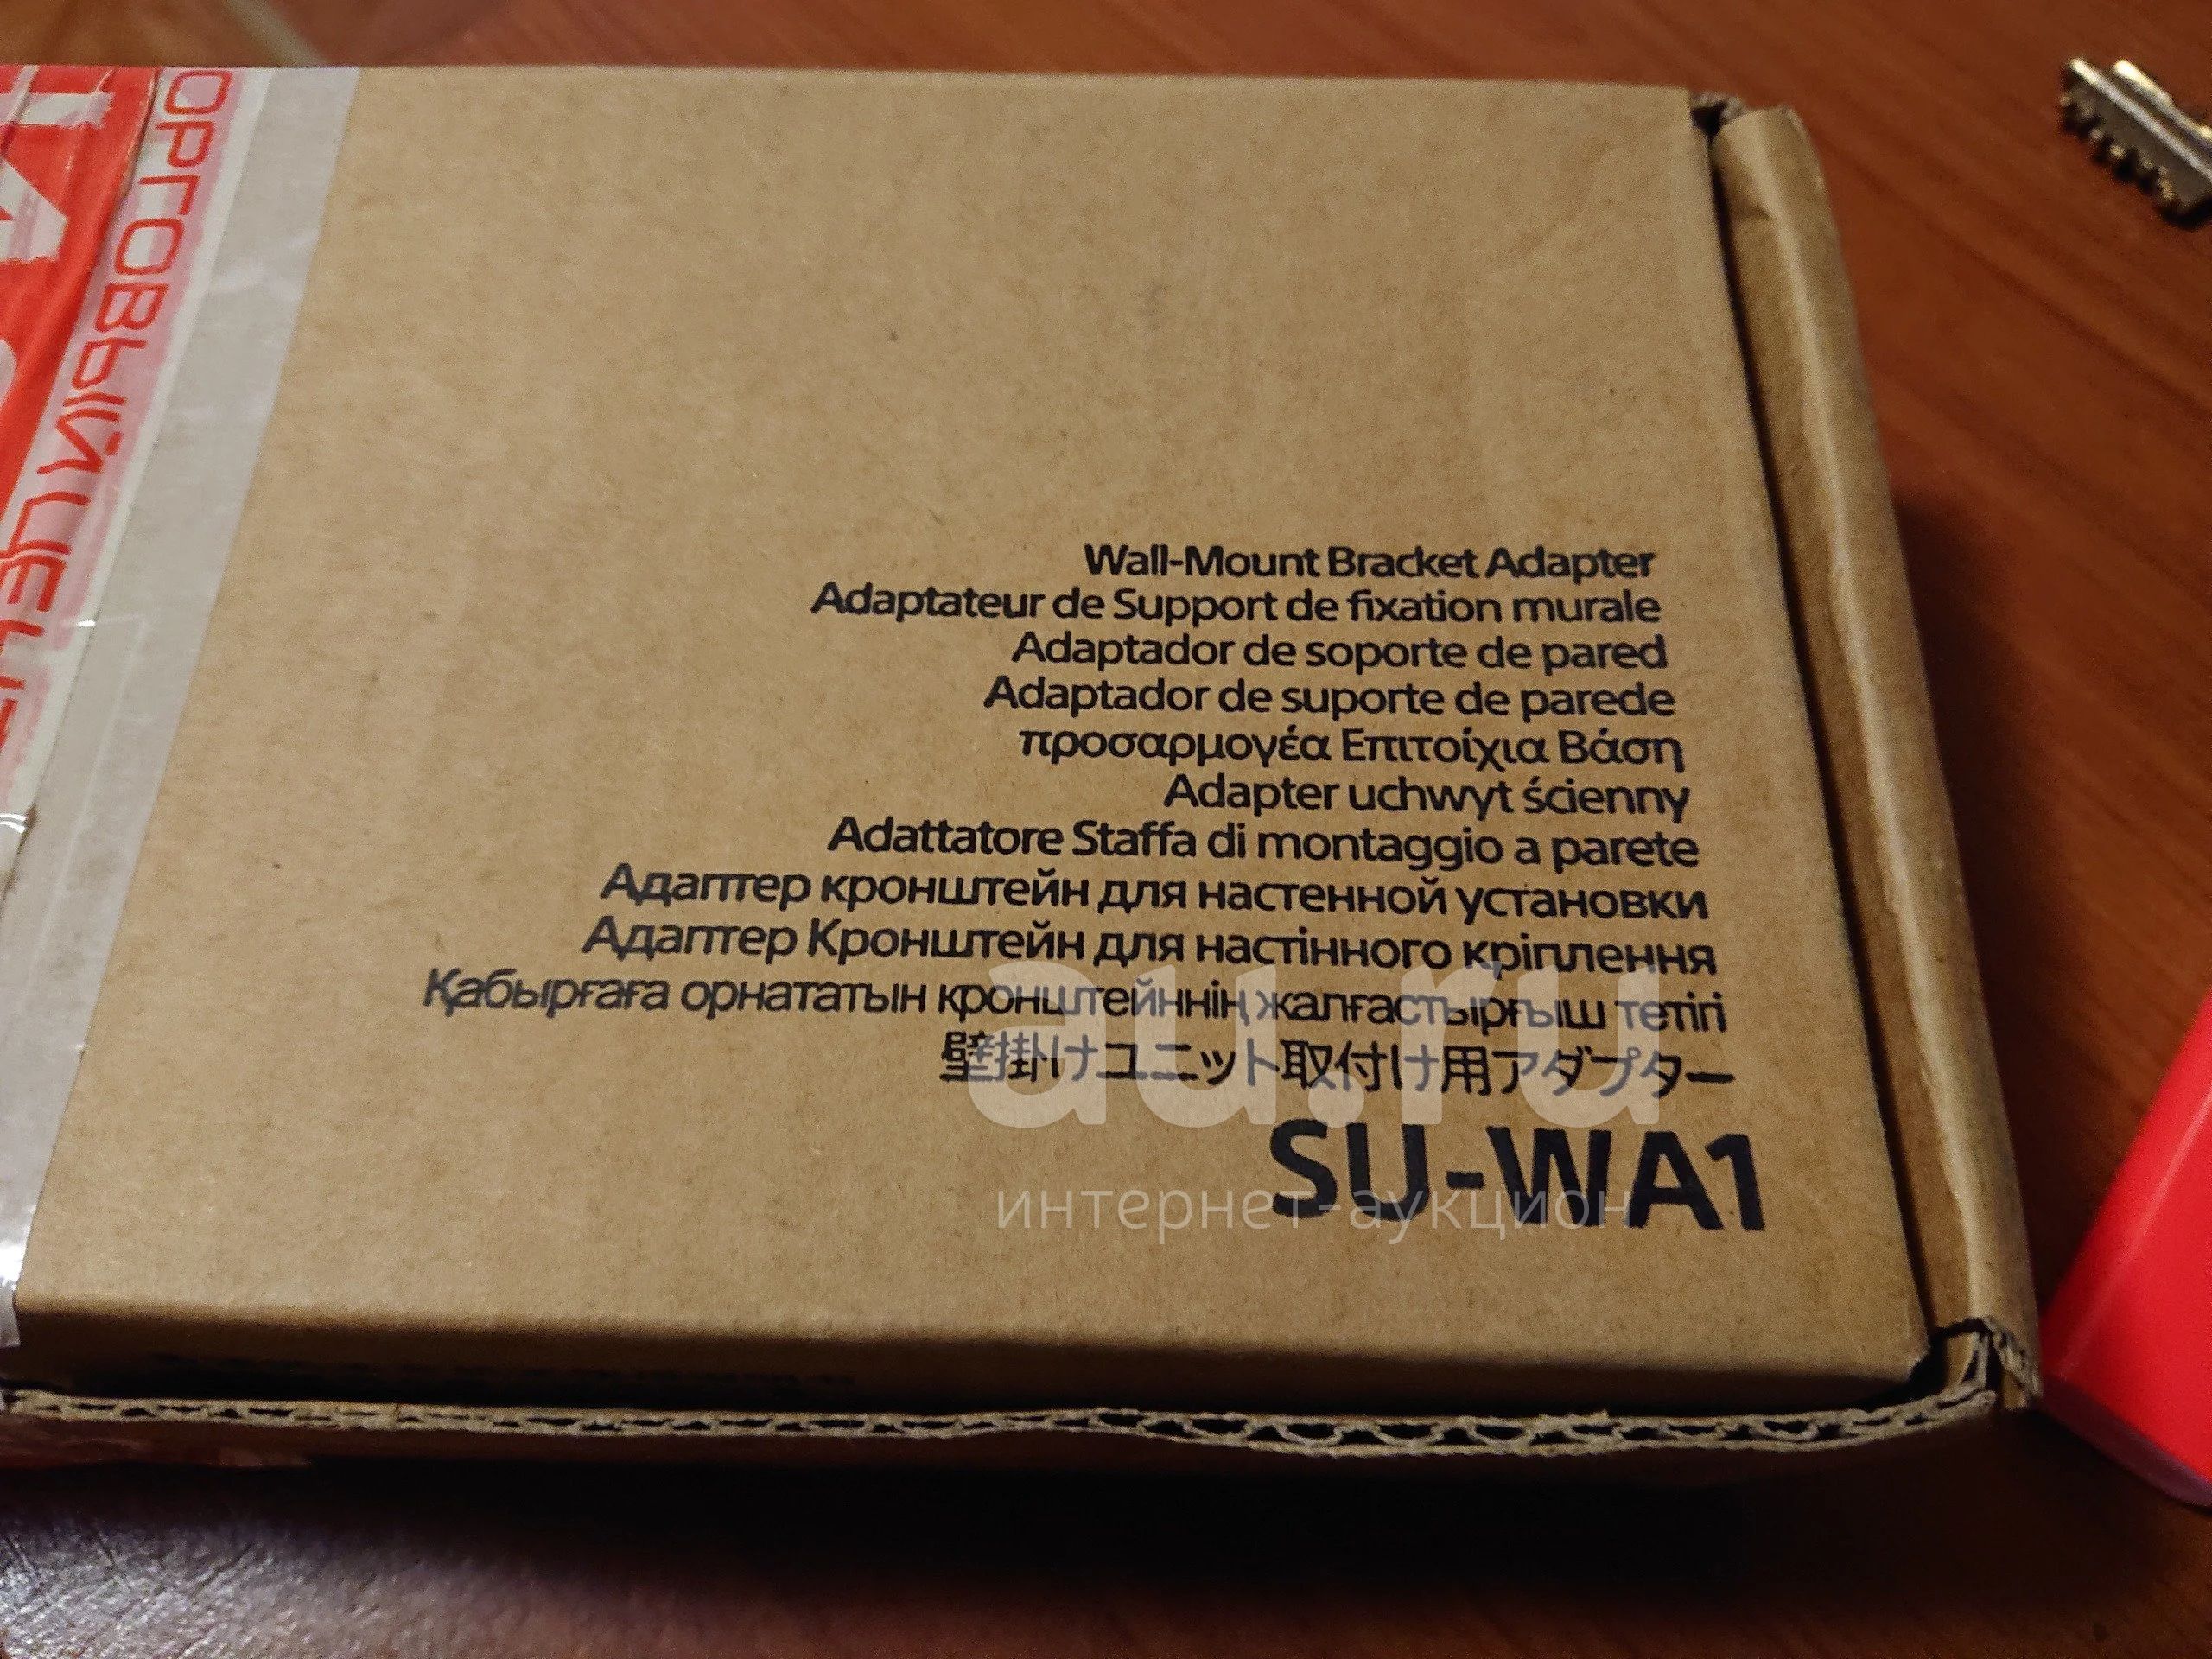 ОРГОВЫЙ ЦЕНТ
Wall-Mount Bracket Adapter
Adaptateur de Support de fixation murale
Adaptador de soporte de pared
Adaptador de suporte de parede
προσαρμογέα Επιτοίχια Βάση
Adapter uchwyt ścienny
Adattatore Staffa di montaggio a parete
Адаптер кронштейн для настенной установки
Адаптер Кронштейн для настінного кріплення
Қабырғаға орнататын кронштейннің жалғастырғыш тетігі
壁掛けユニット取付け用アダプター
au.ru
SU-WA1
интернет-аукцион